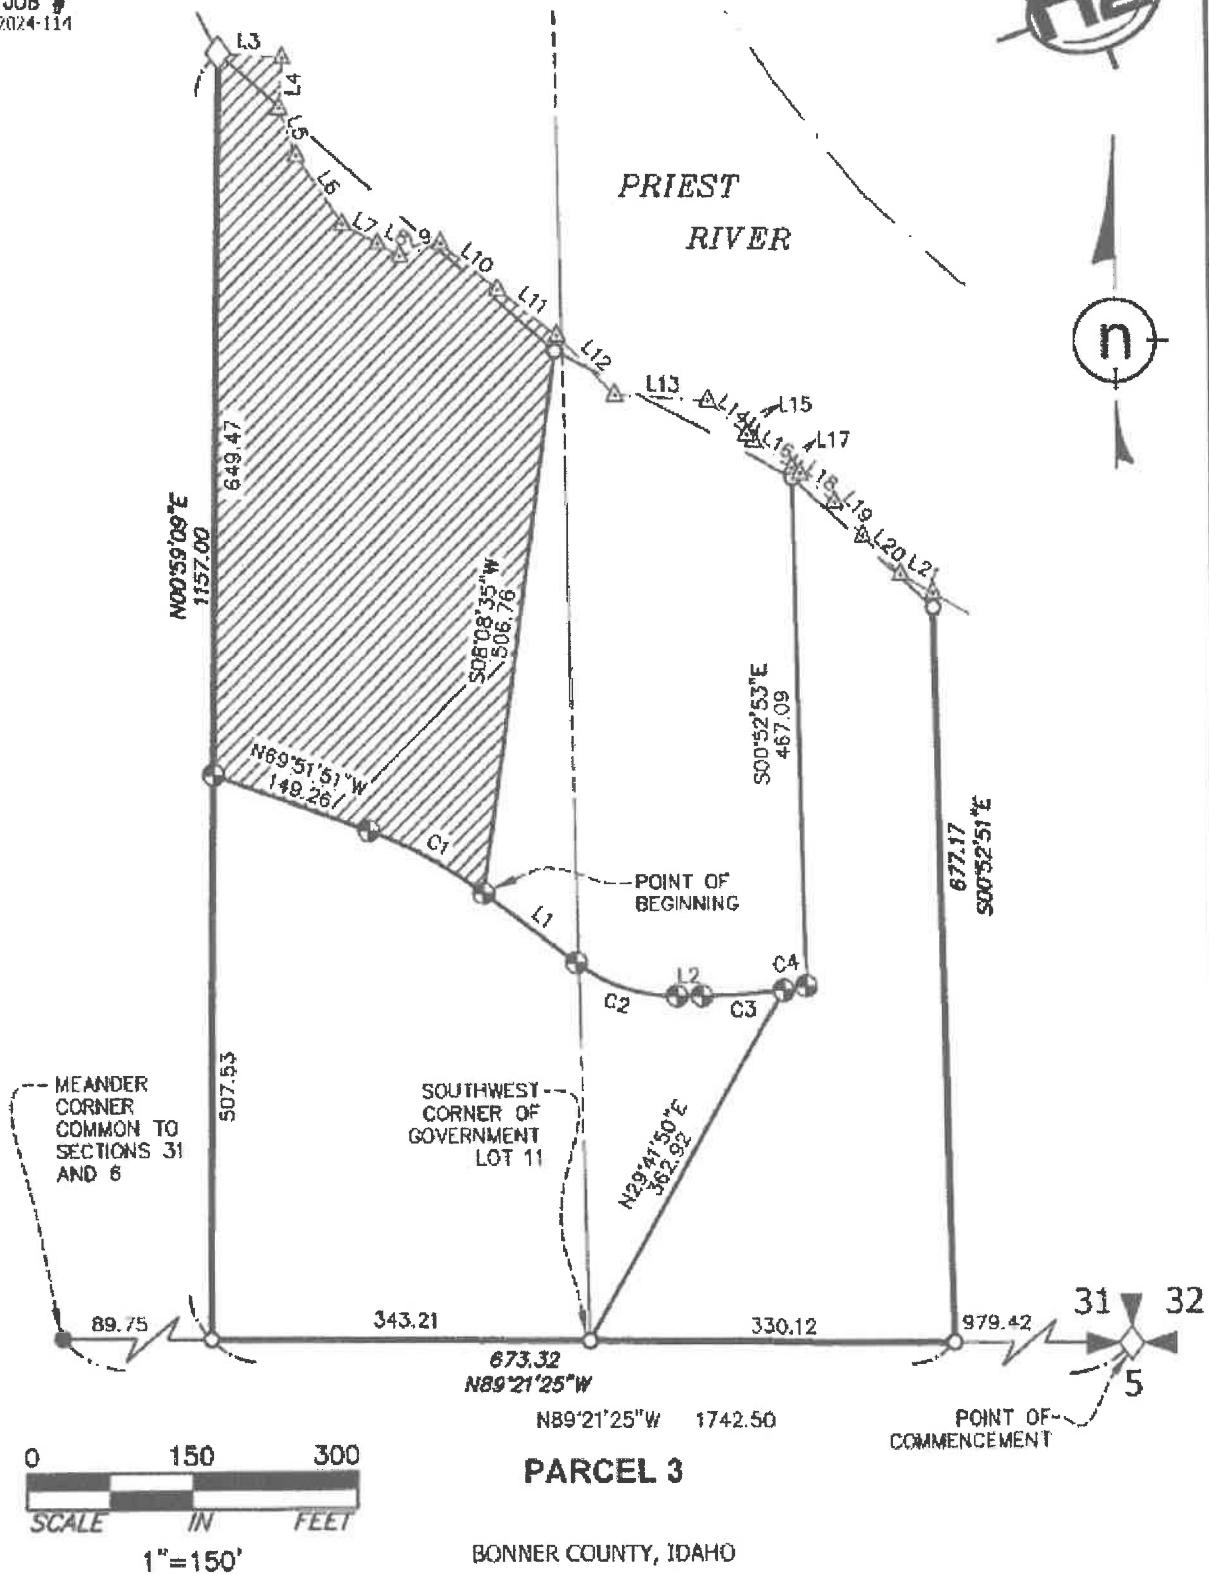 JOB #
2024-114
L3
L4
L5
L6
L7
L8
9
L10
L11
L12
L13
L14
L15
L16
L17
L18
L19
L20
L21
PRIEST
RIVER
n
649.47
N00°59'09"E
1157.00
S08°08'35"W
506.76
S00°52'53"E
467.09
677.17
S00°52'51"E
N69°51'51"W
149.26
C1
POINT OF
BEGINNING
L1
C2
L2
C3
C4
507.53
MEANDER
CORNER
COMMON TO
SECTIONS 31
AND 6
SOUTHWEST
CORNER OF
GOVERNMENT
LOT 11
N29°41'50"E
362.92
89.75
343.21
330.12
979.42
31 32
5
673.32
N89°21'25"W
N89°21'25"W 1742.50
POINT OF
COMMENCEMENT
0 150 300
SCALE IN FEET
1"=150'
PARCEL 3
BONNER COUNTY, IDAHO